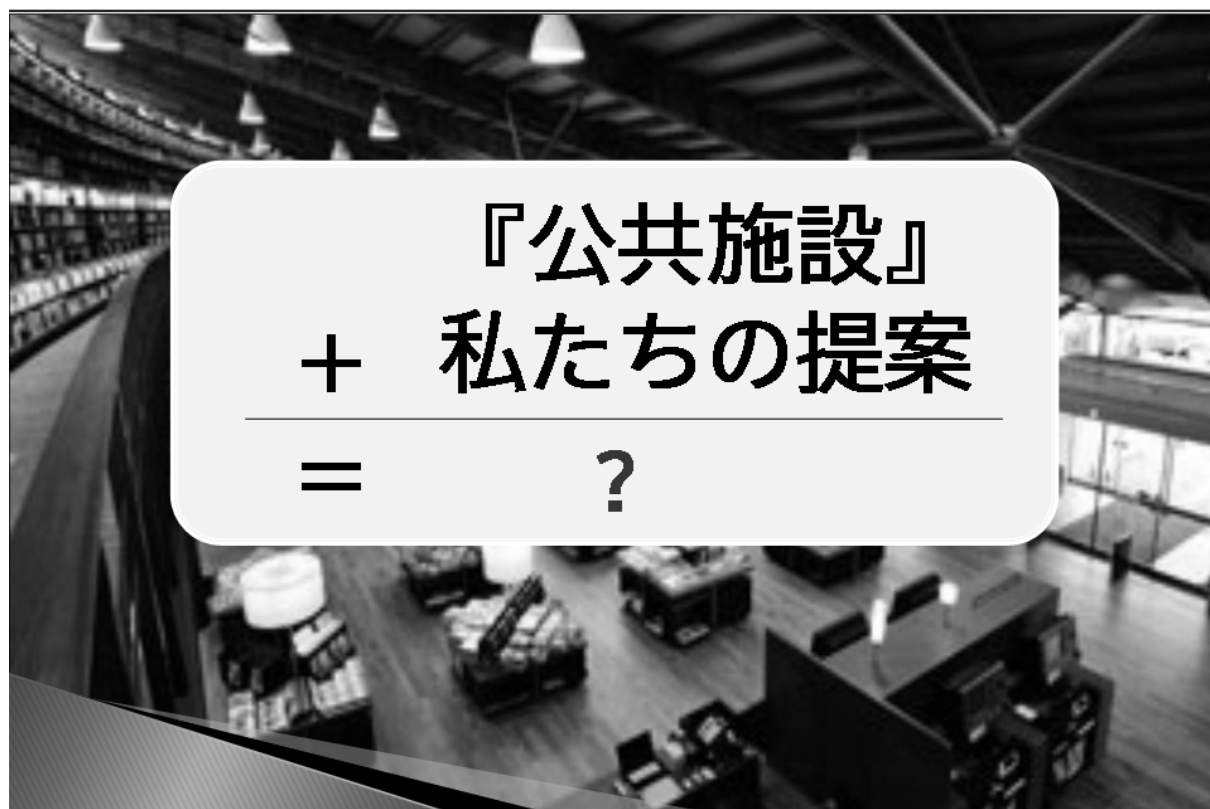 『公共施設』
+ 私たちの提案
= ?